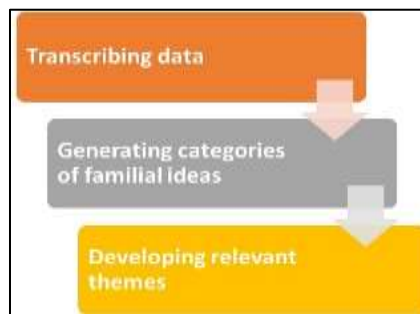 Transcribing data
Generating categories
of familial ideas
Developing relevant
themes